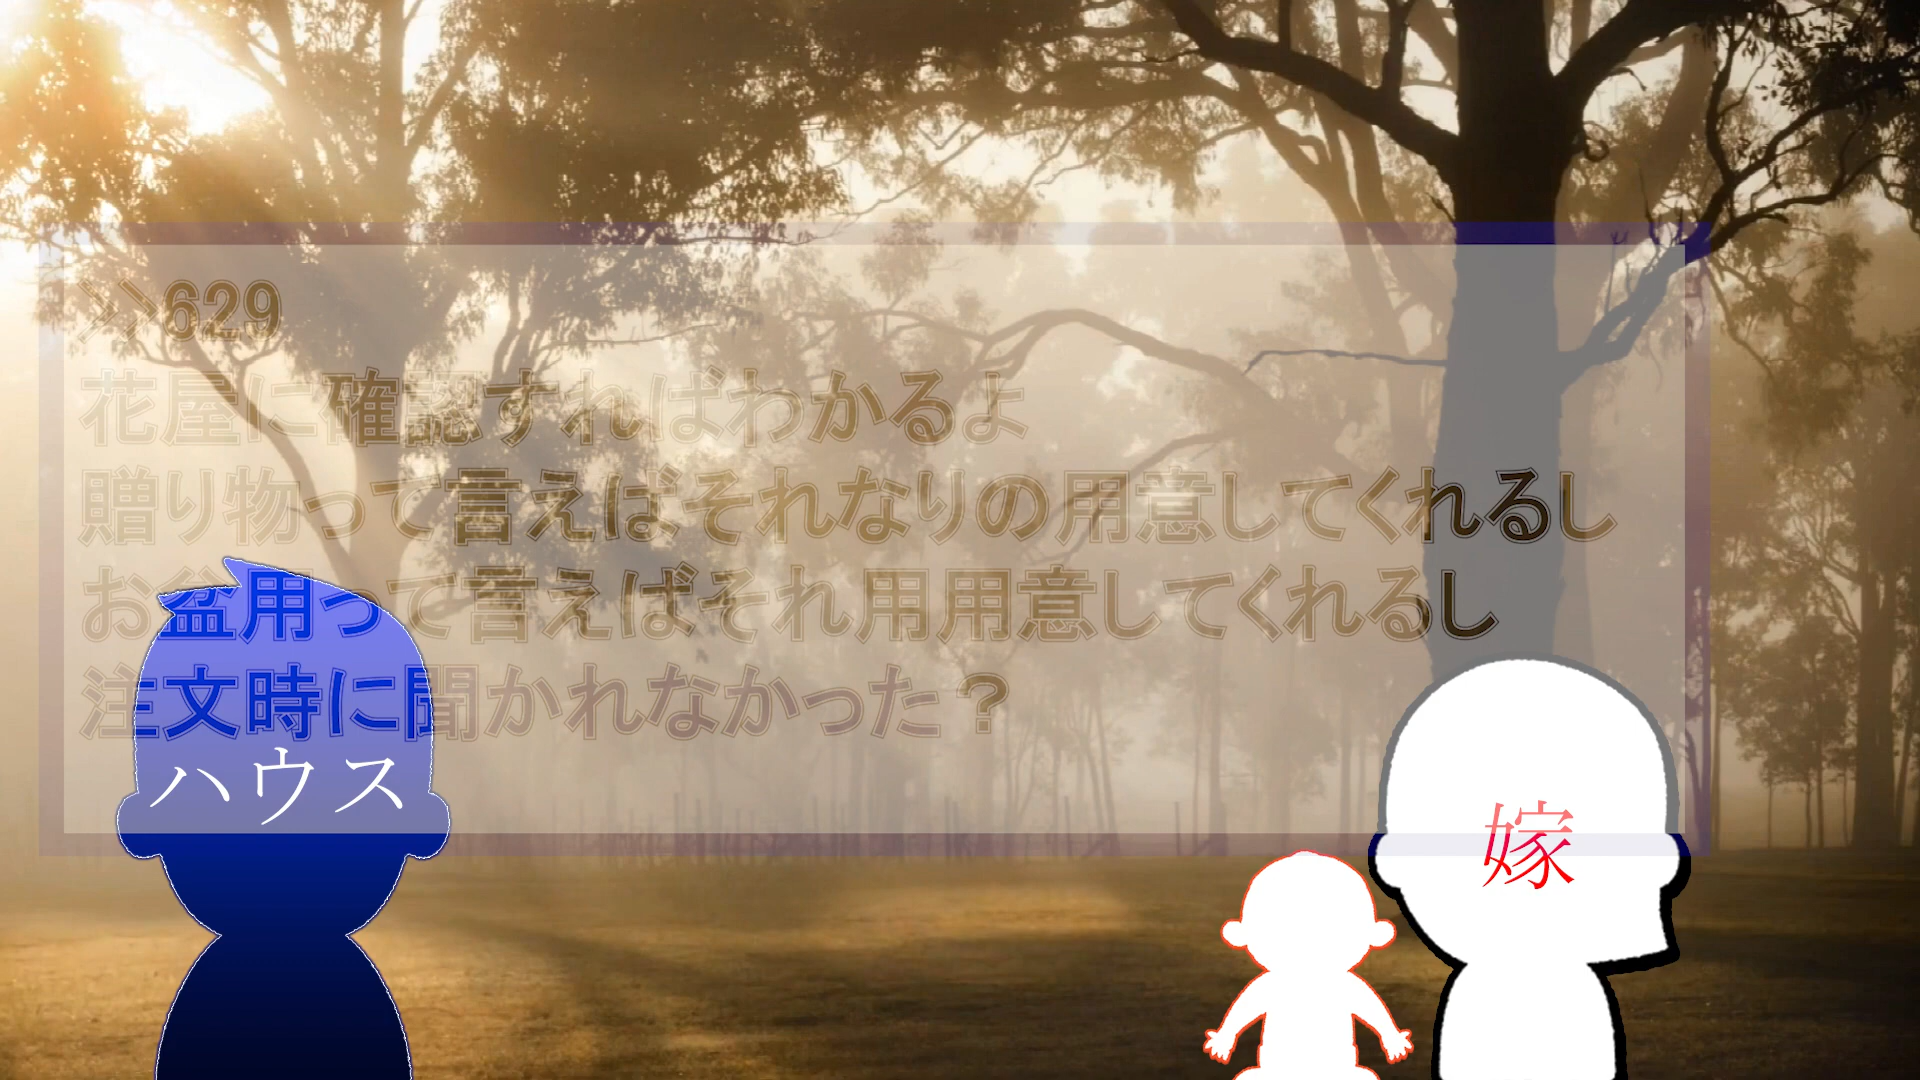 >>629
花屋に確認すればわかるよ
贈り物って言えばそれなりの用意してくれるし
お盆用って言えばそれ用用意してくれるし
注文時に聞かれなかった？
ハウス
嫁